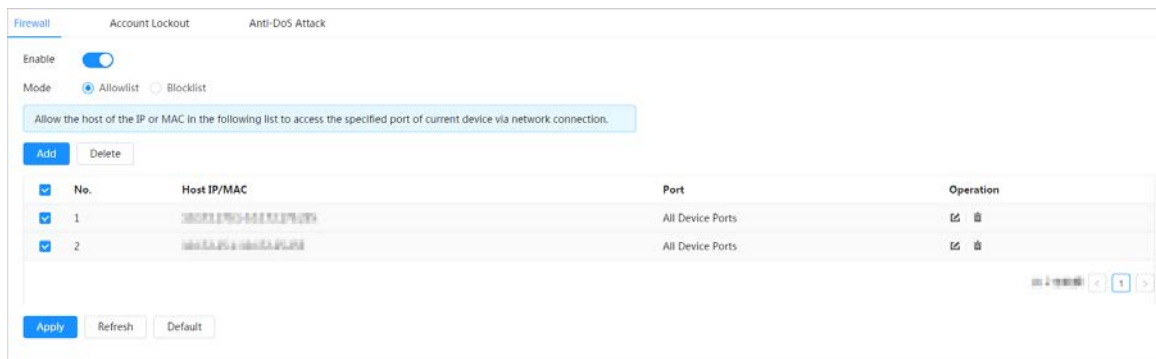 Firewall Account Lockout Anti-DoS Attack
Enable
Mode Allowlist Blocklist
Allow the host of the IP or MAC in the following list to access the specified port of current device via network connection.
Add Delete
No. Host IP/MAC Port Operation
1 All Device Ports
2 All Device Ports
1
Apply Refresh Default